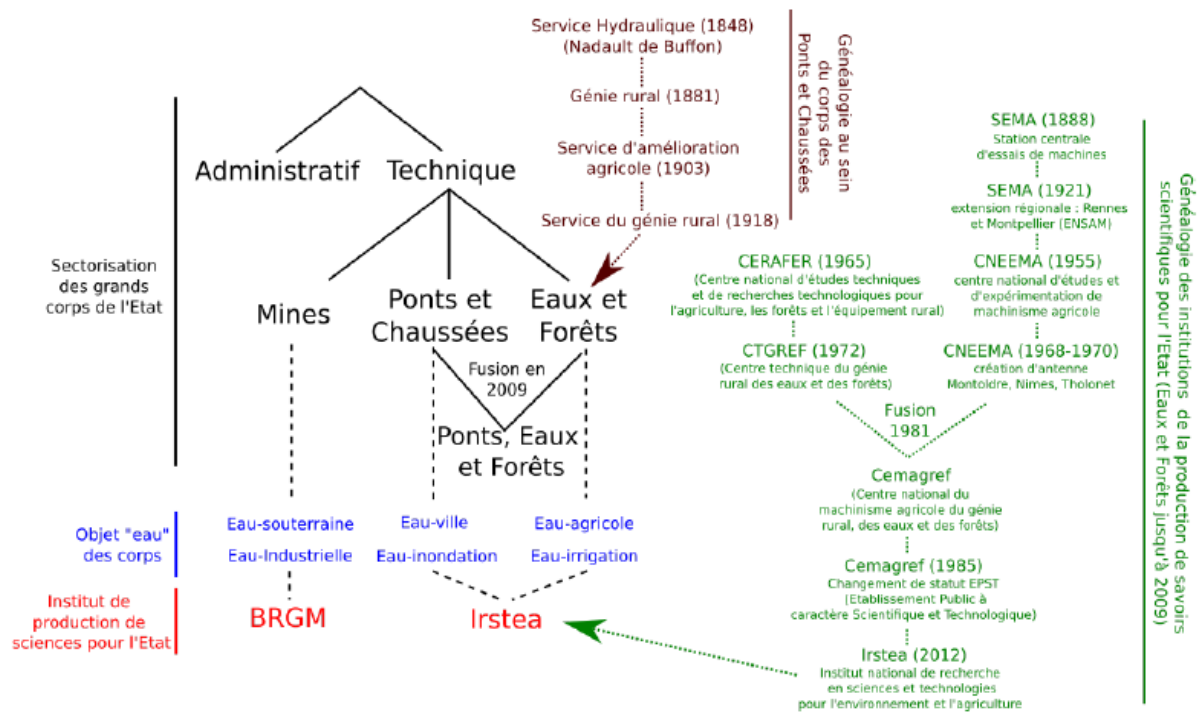 Service Hydraulique (1848)
(Nadault de Buffon)
Génie rural (1881)
Service d'amélioration
agricole (1903)
Service du génie rural (1918)
Généalogie au sein
du corps des
Ponts et Chaussées
Sectorisation des grands
corps de l'Etat
Administratif
Technique
Mines
Ponts et
Chaussées
Eaux et
Forêts
Fusion en
2009
Ponts, Eaux
et Forêts
Objet "eau"
des corps
Eau-souterraine
Eau-Industrielle
Eau-ville
Eau-inondation
Eau-agricole
Eau-irrigation
Institut de
production de
sciences pour l'Etat
BRGM
Irstea
CERAFER (1965)
(Centre national d'études techniques
et de recherches technologiques pour
l'agriculture, les forêts et l'équipement rural)
CTGREF (1972)
(Centre technique du génie
rural des eaux et des forêts)
SEMA (1888)
Station centrale
d'essais de machines
SEMA (1921)
extension régionale : Rennes
et Montpellier (ENSAM)
CNEEMA (1955)
centre national d'études et
d'expérimentation de
machinisme agricole
CNEEMA (1968-1970)
création d'antenne
Montoldre, Nimes, Tholonet
Fusion
1981
Cemagref
(Centre national du
machinisme agricole du génie
rural, des eaux et des forêts)
Cemagref (1985)
Changement de statut EPST
(Etablissement Public à
caractère Scientifique et Technologique)
Irstea (2012)
Institut national de recherche
en sciences et technologies
pour l'environnement et l'agriculture
Généalogie des institutions de la production de savoirs
scientifiques pour l'Etat (Eaux et Forêts jusqu'à 2009)